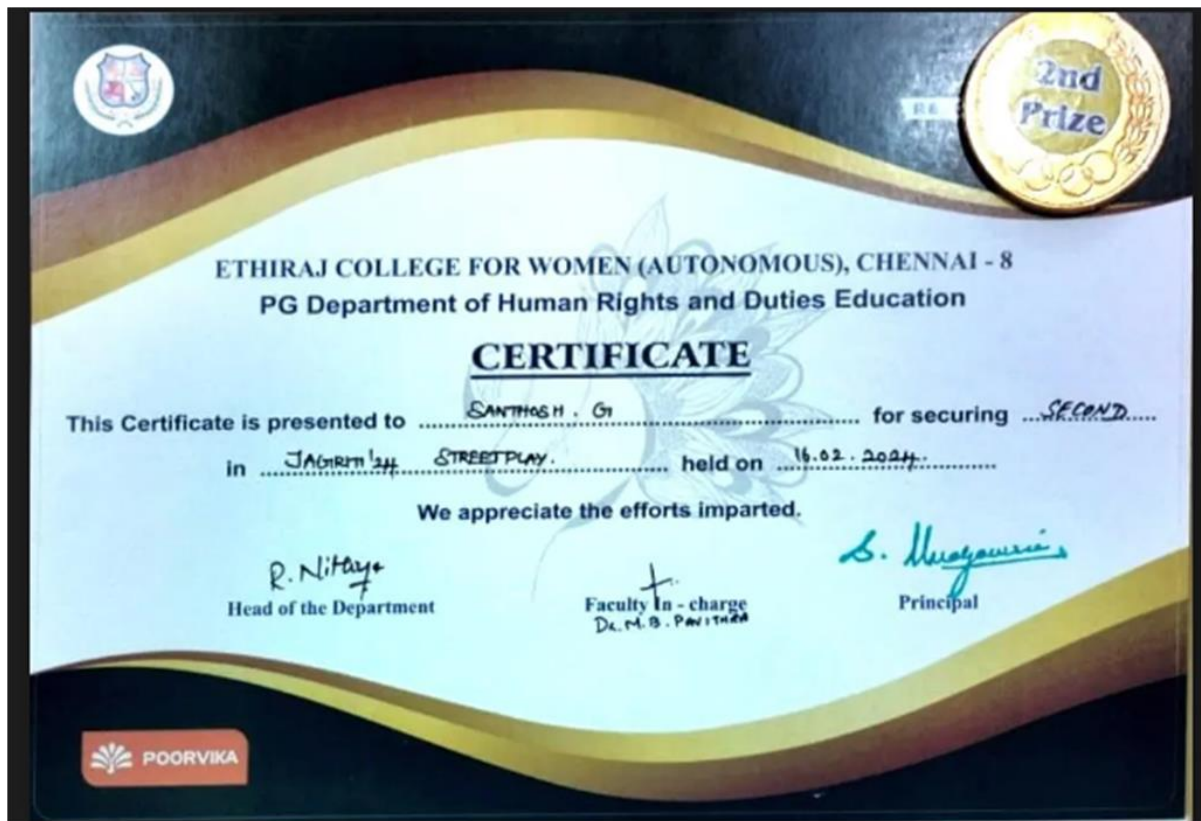 2nd
Prize
ETHIRAJ COLLEGE FOR WOMEN (AUTONOMOUS), CHENNAI - 8
PG Department of Human Rights and Duties Education
CERTIFICATE
This Certificate is presented to SANTHOSH . G for securing SECOND
in JAGIRTI '24 STREETPLAY. held on 16.02.2024.
We appreciate the efforts imparted.
R. Nithya S.
Head of the Department Faculty In - charge Principal
Dr. M. B. PAVITHRA
POORVIKA